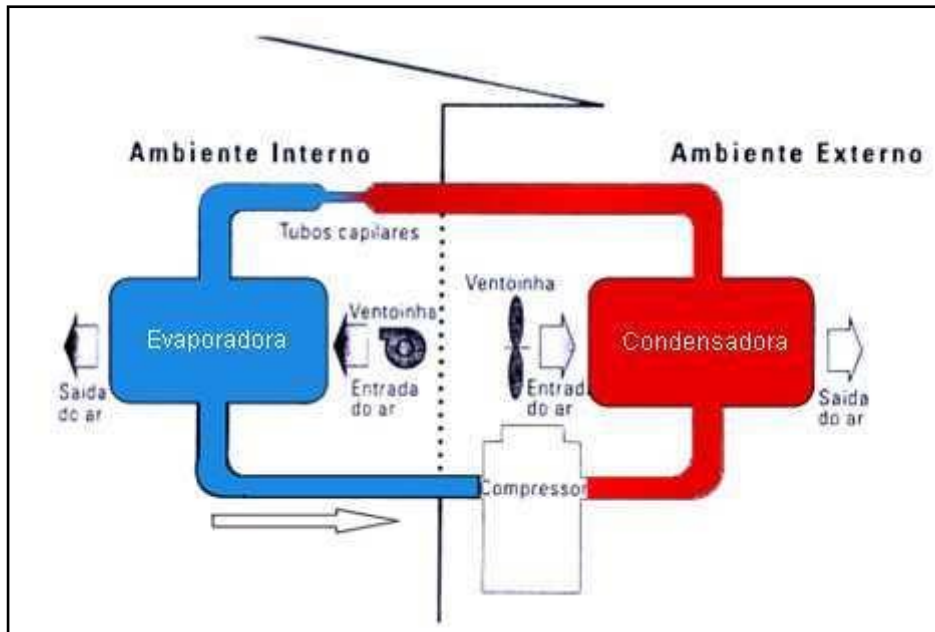 Ambiente Interno
Ambiente Externo
Tubos capilares
Ventoinha
Ventoinha
Evaporadora
Condensadora
Saída
do ar
Entrada
do ar
Entrada
do ar
Saída
do ar
Compressor